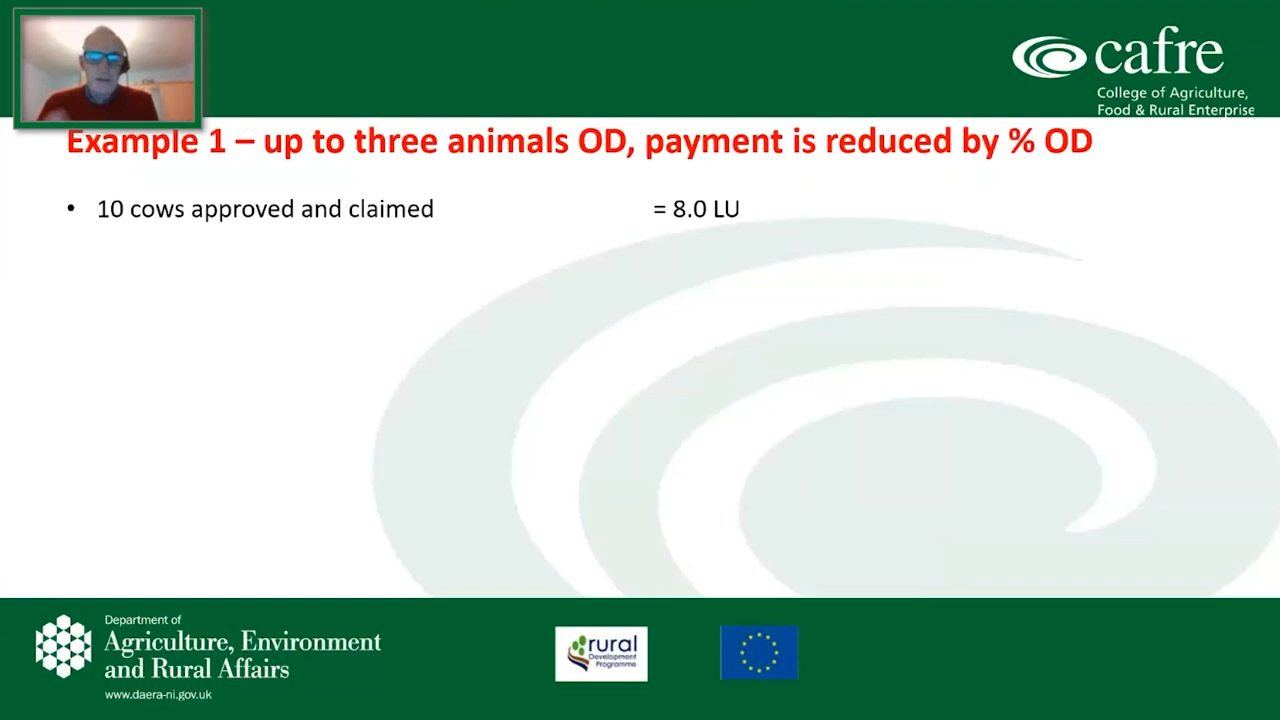 cafre
College of Agriculture,
Food & Rural Enterprise
Example 1 – up to three animals OD, payment is reduced by % OD
• 10 cows approved and claimed = 8.0 LU
Department of
Agriculture, Environment
and Rural Affairs
www.daera-ni.gov.uk
rural
Development
Programme